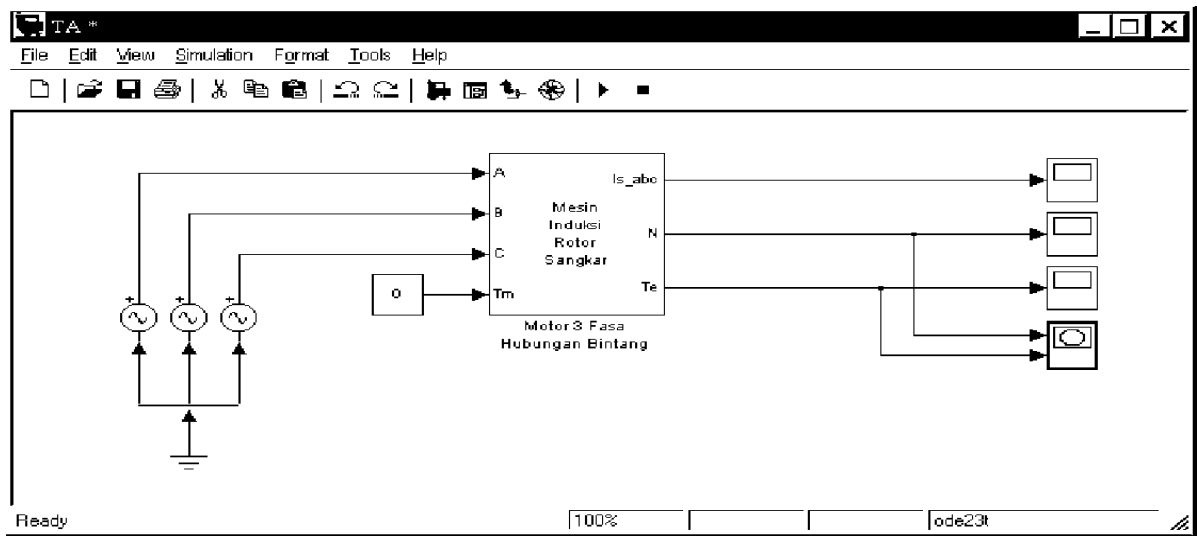 TA *
File Edit View Simulation Format Tools Help
A
Is_abc
B
Mesin
Induksi
Rotor
Sangkar
N
C
0
Tm
Te
Motor 3 Fasa
Hubungan Bintang
+
+
+
Ready 100% ode23t